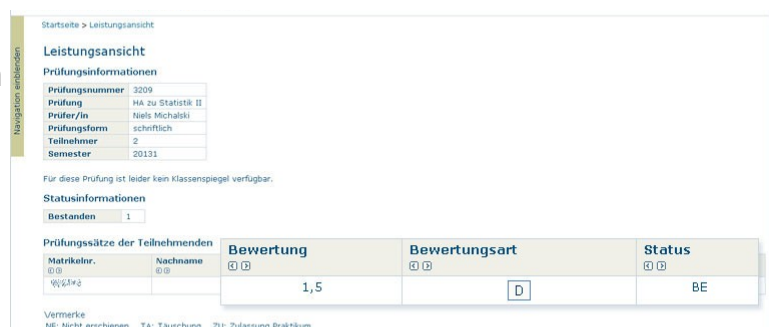 Startseite > Leistungsansicht
Navigation einblenden
Leistungsansicht
Prüfungsinformationen
Prüfungsnummer 3209
Prüfung HA zu Statistik II
Prüfer/in Niels Michalski
Prüfungsform schriftlich
Teilnehmer 2
Semester 20131
Für diese Prüfung ist leider kein Klassenspiegel verfügbar.
Statusinformationen
Bestanden 1
Prüfungssätze der Teilnehmenden
Matrikelnr. Nachname
Bewertung Bewertungsart Status
1,5 D BE
Vermerke
NE: Nicht erschienen TA: Täuschung ZU: Zulassung Praktikum